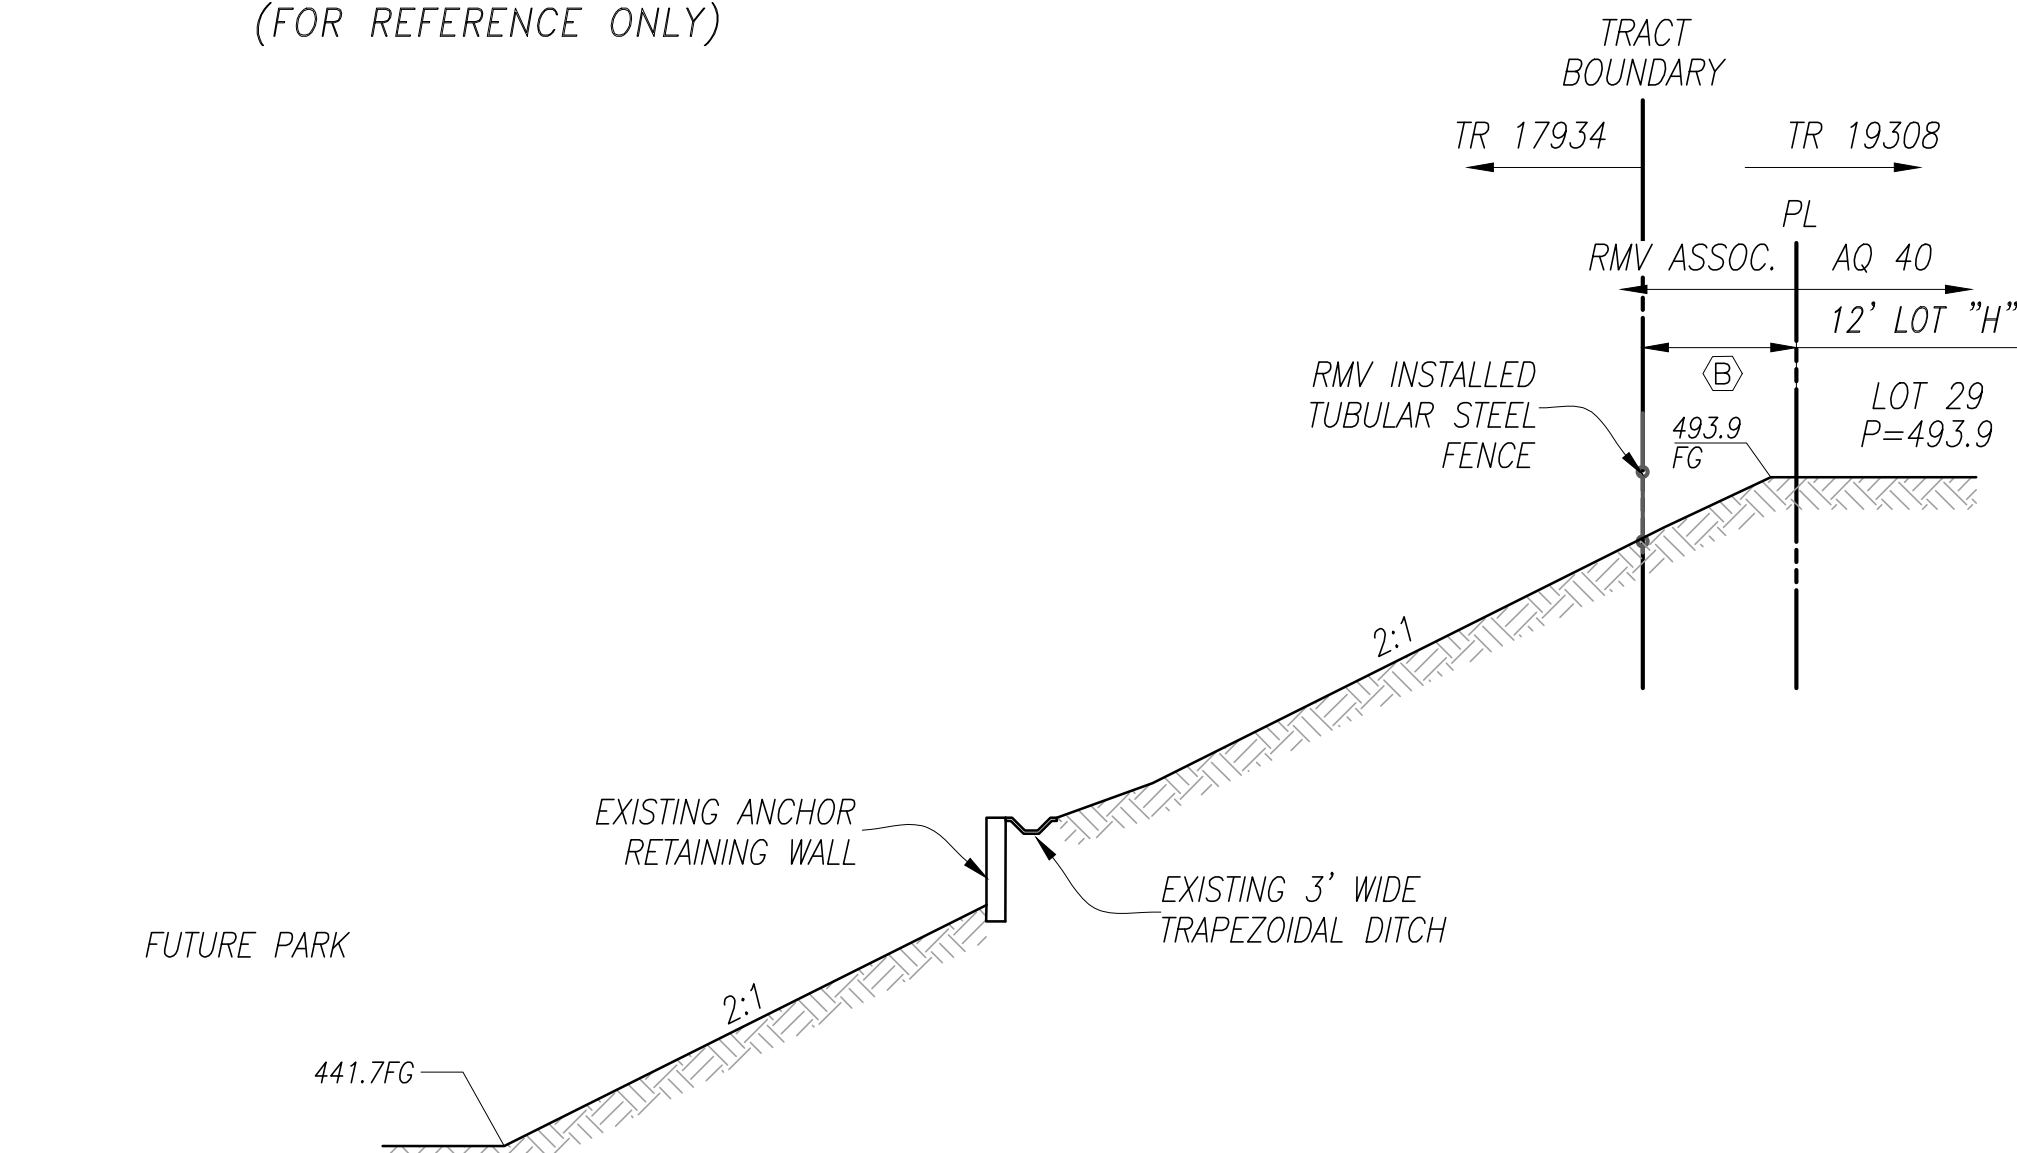 (FOR REFERENCE ONLY)
TRACT
BOUNDARY
TR 17934
TR 19308
PL
RMV ASSOC.
AQ 40
12' LOT "H"
B
RMV INSTALLED
TUBULAR STEEL
FENCE
493.9
FG
LOT 29
P=493.9
2:1
EXISTING ANCHOR
RETAINING WALL
EXISTING 3' WIDE
TRAPEZOIDAL DITCH
FUTURE PARK
2:1
441.7FG